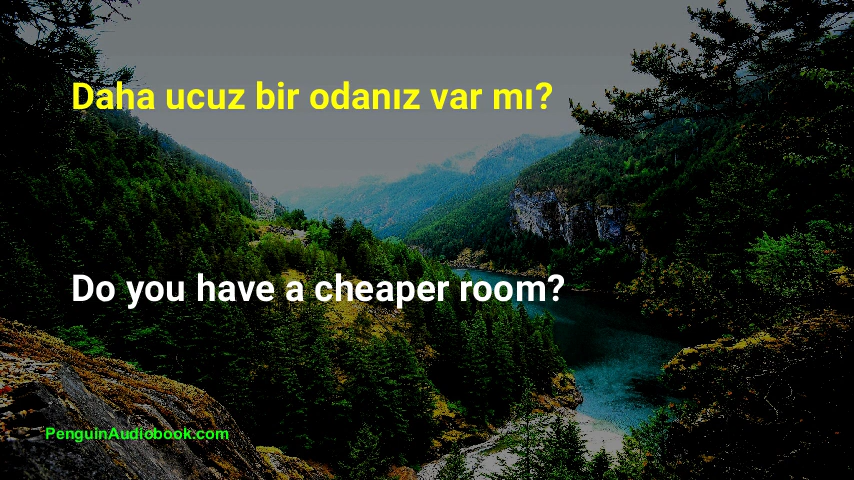 Daha ucuz bir odanız var mı?
Do you have a cheaper room?
PenguinAudiobook.com